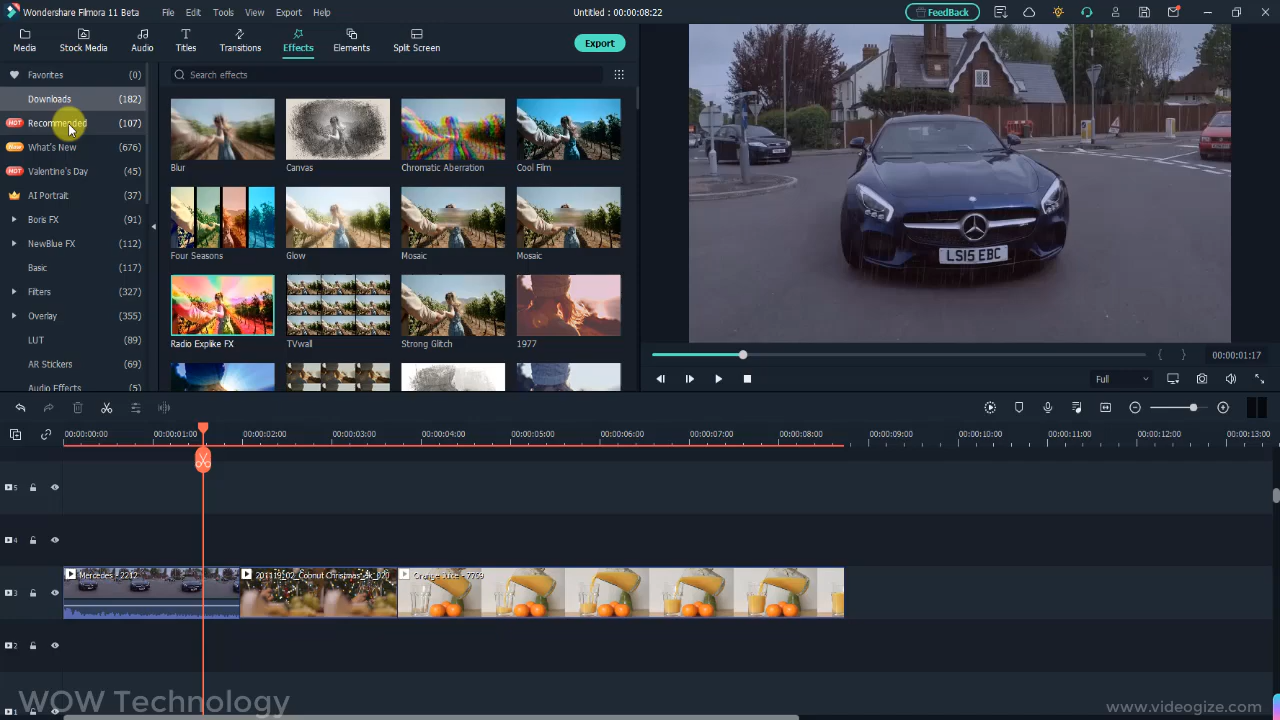 Wondershare Filmora 11 Beta
File Edit Tools View Export Help
Untitled : 00:00:08:22
FeedBack
Media Stock Media Audio Titles Transitions Effects Elements Split Screen
Export
Favorites (0)
Downloads (182)
HOT Recommended (107)
New What's New (676)
HOT Valentine's Day (45)
AI Portrait (37)
Boris FX (91)
NewBlue FX (112)
Basic (117)
Filters (327)
Overlay (355)
LUT (89)
AR Stickers (69)
Audio Effects (5)
Search effects
Blur Canvas Chromatic Aberration Cool Film
Four Seasons Glow Mosaic Mosaic
Radio Explike FX TVwall Strong Glitch 1977
LS15 EBC
00:00:01:17
Full
00:00:00:00 00:00:01:00 00:00:02:00 00:00:03:00 00:00:04:00 00:00:05:00 00:00:06:00 00:00:07:00 00:00:08:00 00:00:09:00 00:00:10:00 00:00:11:00 00:00:12:00 00:00:13:00
5
4
3
Mercedes - 2212
Orange Juice - 7759
2
1
WOW Technology
www.videogize.com